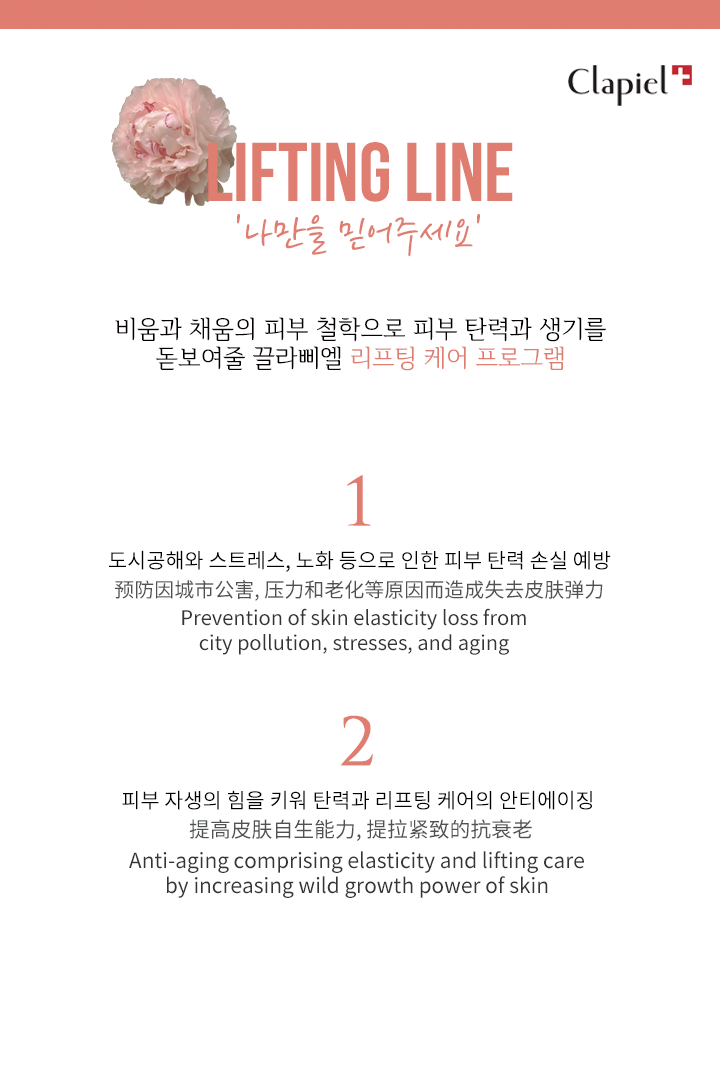 Clapiel
LIFTING LINE
'나만을 믿어주세요'
비움과 채움의 피부 철학으로 피부 탄력과 생기를
돋보여줄 끌라삐엘 리프팅 케어 프로그램
1
도시공해와 스트레스, 노화 등으로 인한 피부 탄력 손실 예방
预防因城市公害, 压力和老化等原因而造成失去皮肤弹力
Prevention of skin elasticity loss from
city pollution, stresses, and aging
2
피부 자생의 힘을 키워 탄력과 리프팅 케어의 안티에이징
提高皮肤自生能力, 提拉紧致的抗衰老
Anti-aging comprising elasticity and lifting care
by increasing wild growth power of skin